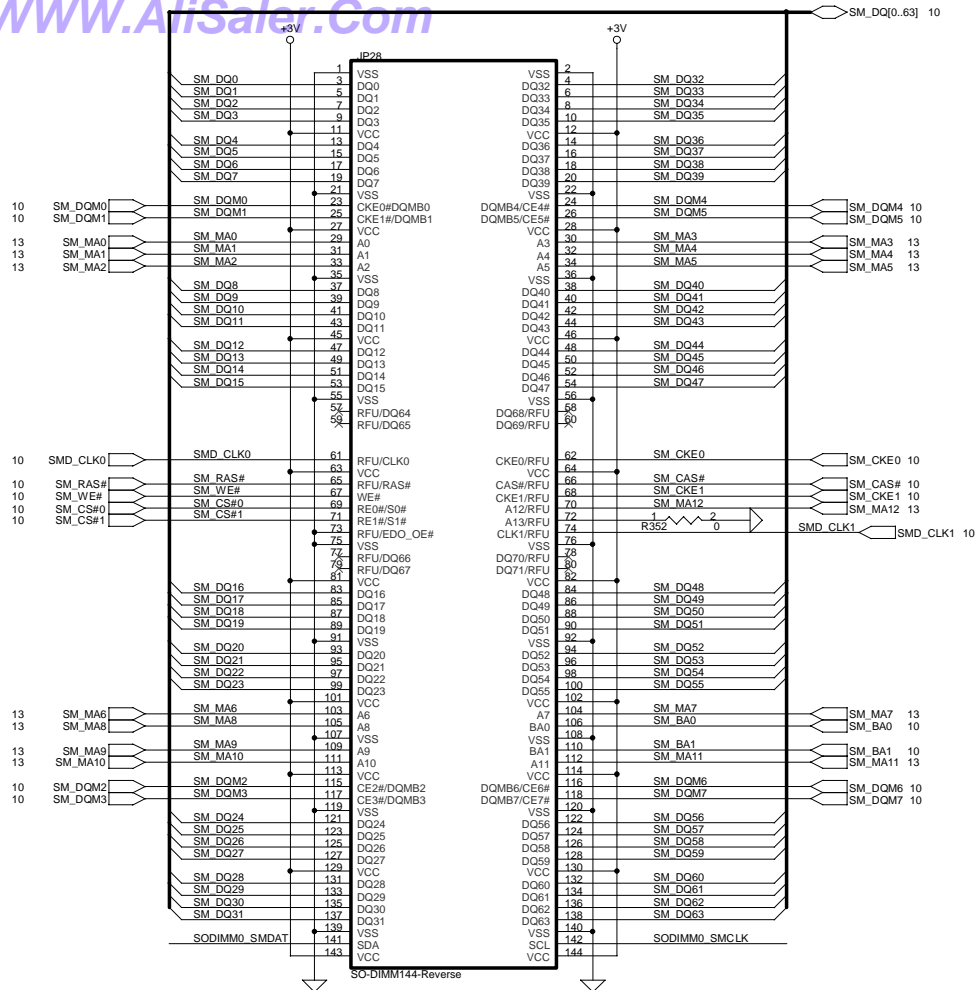 WWW.AliSaler.Com
SM_DQ[0..63] 10
+3V +3V
JP28
1 VSS VSS 2
SM_DQ0 3 DQ0 DQ32 4 SM_DQ32
SM_DQ1 5 DQ1 DQ33 6 SM_DQ33
SM_DQ2 7 DQ2 DQ34 8 SM_DQ34
SM_DQ3 9 DQ3 DQ35 10 SM_DQ35
11 VCC VCC 12
SM_DQ4 13 DQ4 DQ36 14 SM_DQ36
SM_DQ5 15 DQ5 DQ37 16 SM_DQ37
SM_DQ6 17 DQ6 DQ38 18 SM_DQ38
SM_DQ7 19 DQ7 DQ39 20 SM_DQ39
21 VSS VSS 22
10 SM_DQM0 SM_DQM0 23 CKE0#DQMB0 DQMB4/CE4# 24 SM_DQM4 SM_DQM4 10
10 SM_DQM1 SM_DQM1 25 CKE1#/DQMB1 DQMB5/CE5# 26 SM_DQM5 SM_DQM5 10
27 VCC VCC 28
13 SM_MA0 SM_MA0 29 A0 A3 30 SM_MA3 SM_MA3 13
13 SM_MA1 SM_MA1 31 A1 A4 32 SM_MA4 SM_MA4 13
13 SM_MA2 SM_MA2 33 A2 A5 34 SM_MA5 SM_MA5 13
35 VSS VSS 36
SM_DQ8 37 DQ8 DQ40 38 SM_DQ40
SM_DQ9 39 DQ9 DQ41 40 SM_DQ41
SM_DQ10 41 DQ10 DQ42 42 SM_DQ42
SM_DQ11 43 DQ11 DQ43 44 SM_DQ43
45 VCC VCC 46
SM_DQ12 47 DQ12 DQ44 48 SM_DQ44
SM_DQ13 49 DQ13 DQ45 50 SM_DQ45
SM_DQ14 51 DQ14 DQ46 52 SM_DQ46
SM_DQ15 53 DQ15 DQ47 54 SM_DQ47
55 VSS VSS 56
57 RFU/DQ64 DQ68/RFU 58
59 RFU/DQ65 DQ69/RFU 60
10 SMD_CLK0 SMD_CLK0 61 RFU/CLK0 CKE0/RFU 62 SM_CKE0 SM_CKE0 10
63 VCC VCC 64
10 SM_RAS# SM_RAS# 65 RFU/RAS# CAS#/RFU 66 SM_CAS# SM_CAS# 10
10 SM_WE# SM_WE# 67 WE# CKE1/RFU 68 SM_CKE1 SM_CKE1 10
10 SM_CS#0 SM_CS#0 69 RE0#/S0# A12/RFU 70 SM_MA12 SM_MA12 13
10 SM_CS#1 SM_CS#1 71 RE1#/S1# A13/RFU 72 1 R352 2 0
73 RFU/EDO_OE# CLK1/RFU 74 SMD_CLK1 SMD_CLK1 10
75 VSS VSS 76
77 RFU/DQ66 DQ70/RFU 78
79 RFU/DQ67 DQ71/RFU 80
81 VCC VCC 82
SM_DQ16 83 DQ16 DQ48 84 SM_DQ48
SM_DQ17 85 DQ17 DQ49 86 SM_DQ49
SM_DQ18 87 DQ18 DQ50 88 SM_DQ50
SM_DQ19 89 DQ19 DQ51 90 SM_DQ51
91 VSS VSS 92
SM_DQ20 93 DQ20 DQ52 94 SM_DQ52
SM_DQ21 95 DQ21 DQ53 96 SM_DQ53
SM_DQ22 97 DQ22 DQ54 98 SM_DQ54
SM_DQ23 99 DQ23 DQ55 100 SM_DQ55
101 VCC VCC 102
13 SM_MA6 SM_MA6 103 A6 A7 104 SM_MA7 SM_MA7 13
13 SM_MA8 SM_MA8 105 A8 BA0 106 SM_BA0 SM_BA0 10
107 VSS VSS 108
13 SM_MA9 SM_MA9 109 A9 BA1 110 SM_BA1 SM_BA1 10
13 SM_MA10 SM_MA10 111 A10 A11 112 SM_MA11 SM_MA11 13
113 VCC VCC 114
10 SM_DQM2 SM_DQM2 115 CE2#/DQMB2 DQMB6/CE6# 116 SM_DQM6 SM_DQM6 10
10 SM_DQM3 SM_DQM3 117 CE3#/DQMB3 DQMB7/CE7# 118 SM_DQM7 SM_DQM7 10
119 VSS VSS 120
SM_DQ24 121 DQ24 DQ56 122 SM_DQ56
SM_DQ25 123 DQ25 DQ57 124 SM_DQ57
SM_DQ26 125 DQ26 DQ58 126 SM_DQ58
SM_DQ27 127 DQ27 DQ59 128 SM_DQ59
129 VCC VCC 130
SM_DQ28 131 DQ28 DQ60 132 SM_DQ60
SM_DQ29 133 DQ29 DQ61 134 SM_DQ61
SM_DQ30 135 DQ30 DQ62 136 SM_DQ62
SM_DQ31 137 DQ31 DQ63 138 SM_DQ63
139 VSS VSS 140
SODIMM0_SMDAT 141 SDA SCL 142 SODIMM0_SMCLK
143 VCC VCC 144
SO-DIMM144-Reverse